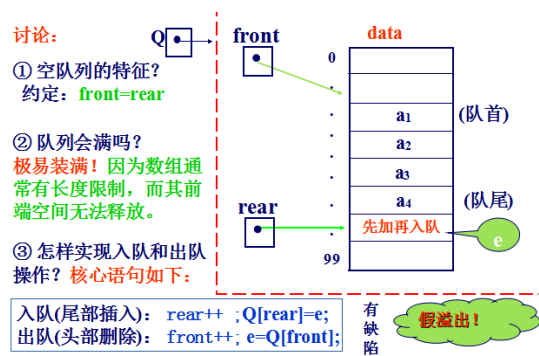 讨论：
Q
front
data
0
① 空队列的特征？
约定：front=rear
.
.
a1
(队首)
② 队列会满吗？
.
a2
极易装满！因为数组通
.
a3
常有长度限制，而其前
.
端空间无法释放。
rear
a4
(队尾)
.
先加再入队
e
③ 怎样实现入队和出队
99
操作？核心语句如下：
入队(尾部插入)： rear++ ;Q[rear]=e;
出队(头部删除)： front++; e=Q[front];
有
缺
陷
假溢出！